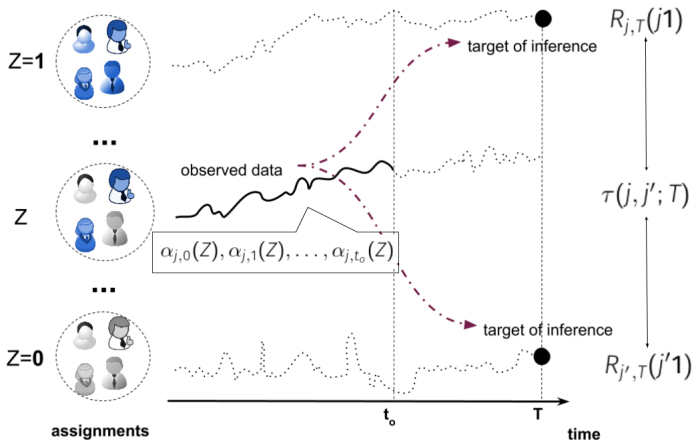 R_{j,T}(j1)
Z=1
target of inference
...
observed data
Z
τ(j, j′; T)
α_{j,0}(Z), α_{j,1}(Z), . . . , α_{j,t_o}(Z)
...
target of inference
Z=0
R_{j′,T}(j′1)
t_o
T
assignments
time